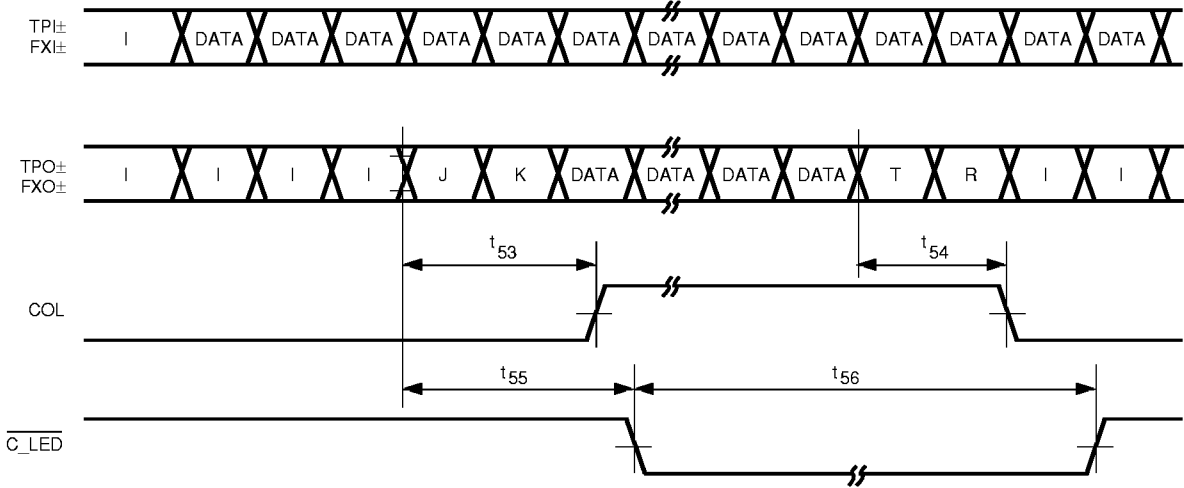 TPI±
FXI±
I DATA DATA DATA DATA DATA DATA DATA DATA DATA DATA DATA DATA DATA
TPO±
FXO±
I I I I J K DATA DATA DATA DATA T R I I
t53 t54
COL
t55 t56
C_LED